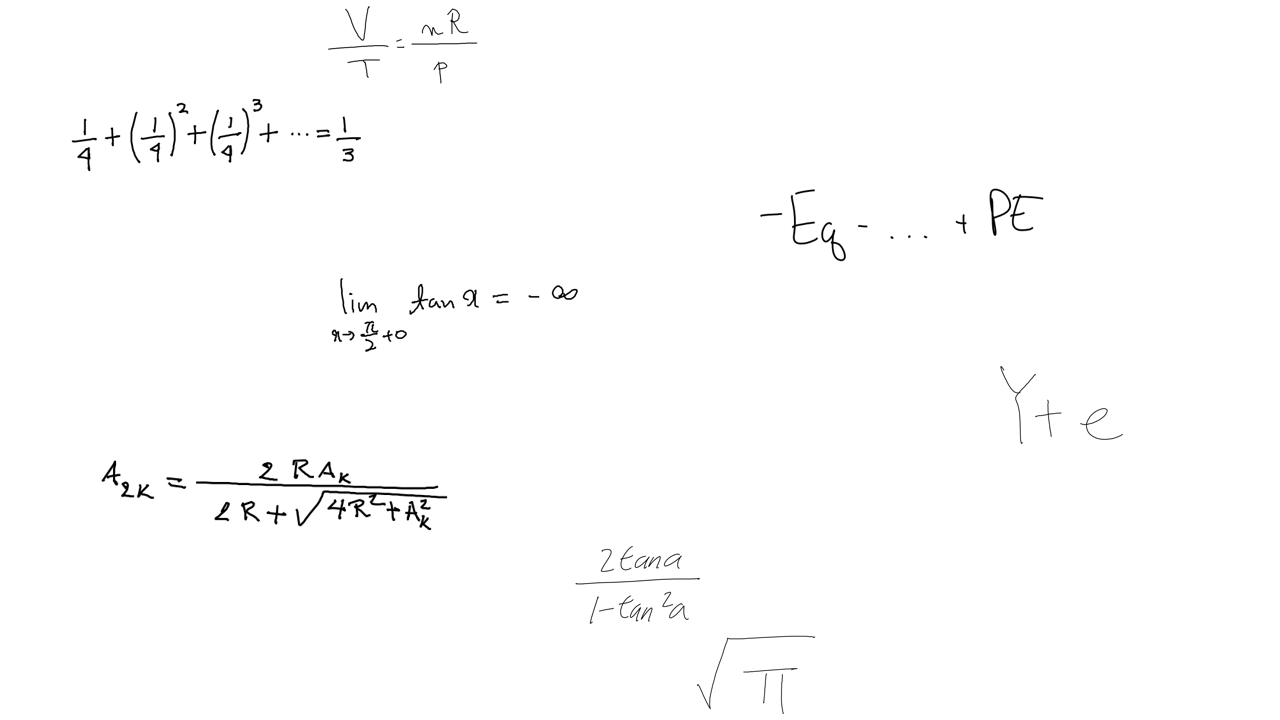 \frac{V}{T} = \frac{nR}{p}
\frac{1}{4} + \left(\frac{1}{4}\right)^2 + \left(\frac{1}{4}\right)^3 + \cdots = \frac{1}{3}
-Eq - ... + PE
\lim_{x \to \frac{\pi}{2}+0} \tan x = -\infty
Y + e
A_{2K} = \frac{2RA_K}{2R + \sqrt{4R^2 + A_K^2}}
\frac{2\tan a}{1 - \tan^2 a}
\sqrt{\pi}